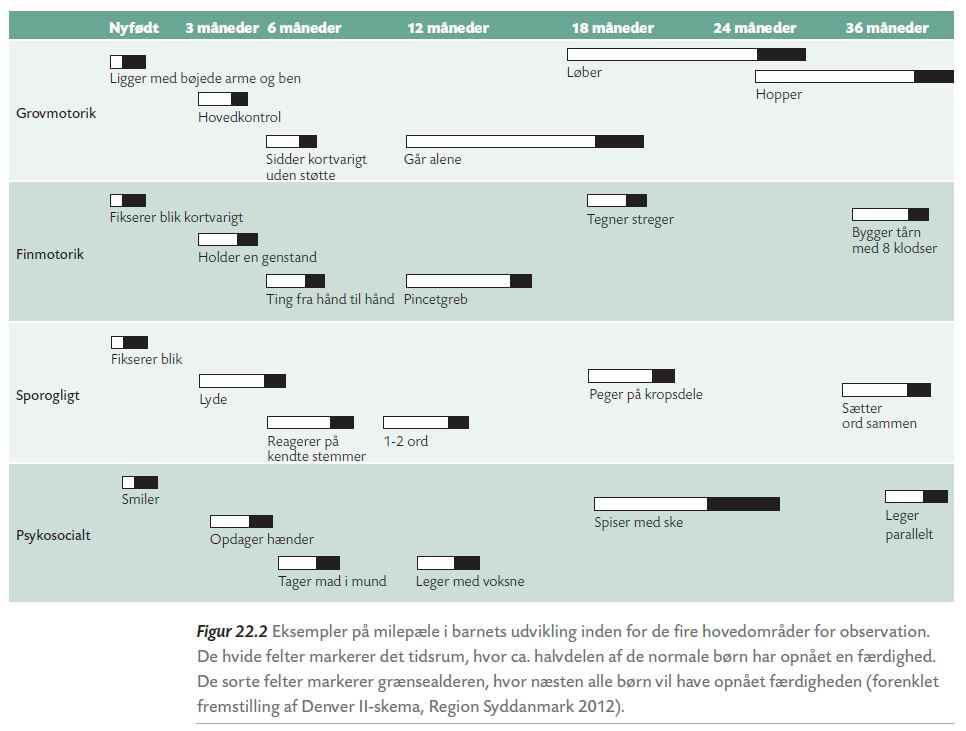 Nyfødt 3 måneder 6 måneder 12 måneder 18 måneder 24 måneder 36 måneder
Grovmotorik
Ligger med bøjede arme og ben
Hovedkontrol
Sidder kortvarigt
uden støtte
Går alene
Løber
Hopper
Finmotorik
Fikserer blik kortvarigt
Holder en genstand
Ting fra hånd til hånd
Pincetgreb
Tegner streger
Bygger tårn
med 8 klodser
Sporogligt
Fikserer blik
Lyde
Reagerer på
kendte stemmer
1-2 ord
Peger på kropsdele
Sætter
ord sammen
Psykosocialt
Smiler
Opdager hænder
Tager mad i mund
Leger med voksne
Spiser med ske
Leger
parallelt
Figur 22.2 Eksempler på milepæle i barnets udvikling inden for de fire hovedområder for observation.
De hvide felter markerer det tidsrum, hvor ca. halvdelen af de normale børn har opnået en færdighed.
De sorte felter markerer grænsealderen, hvor næsten alle børn vil have opnået færdigheden (forenklet
fremstilling af Denver II-skema, Region Syddanmark 2012).